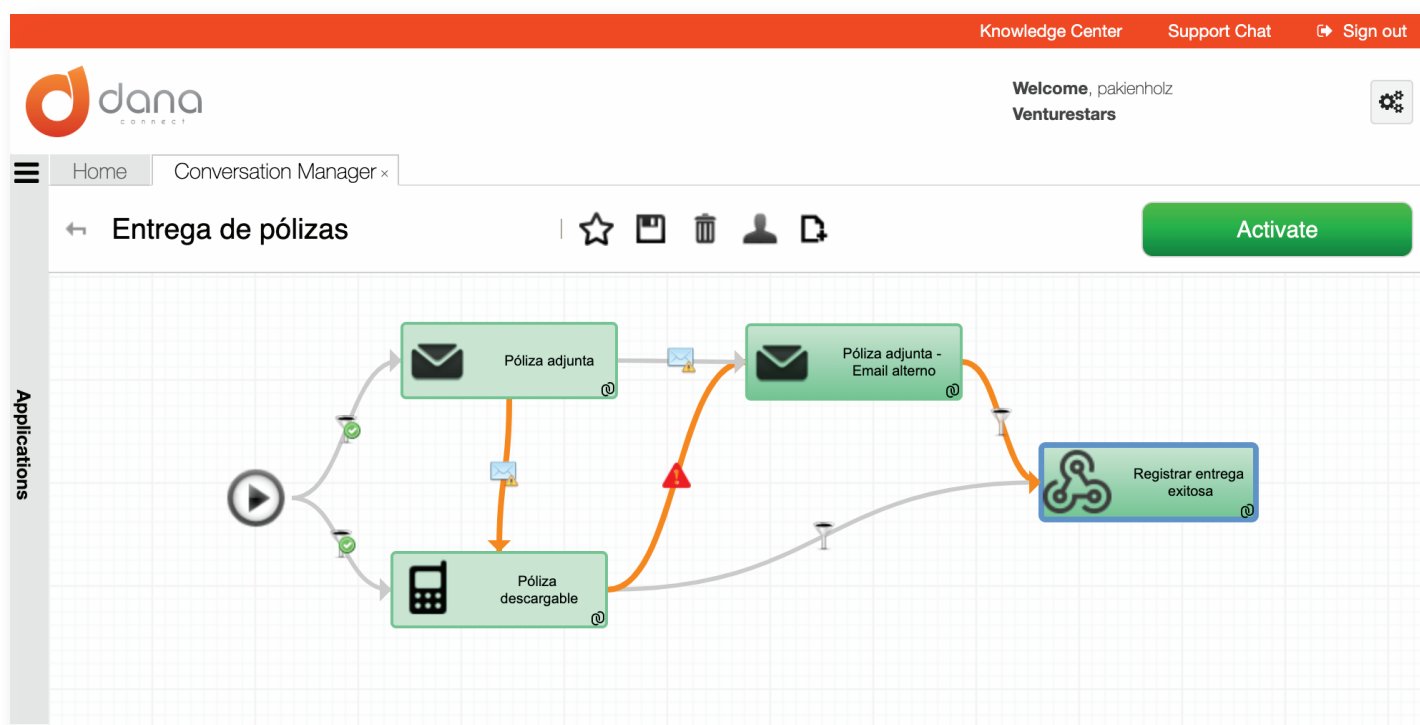 Knowledge Center Support Chat Sign out
dana
connect
Welcome, pakienholz
Venturestars
Home Conversation Manager ×
Entrega de pólizas
Activate
Applications
Póliza adjunta
Póliza adjunta -
Email alterno
Registrar entrega
exitosa
Póliza
descargable